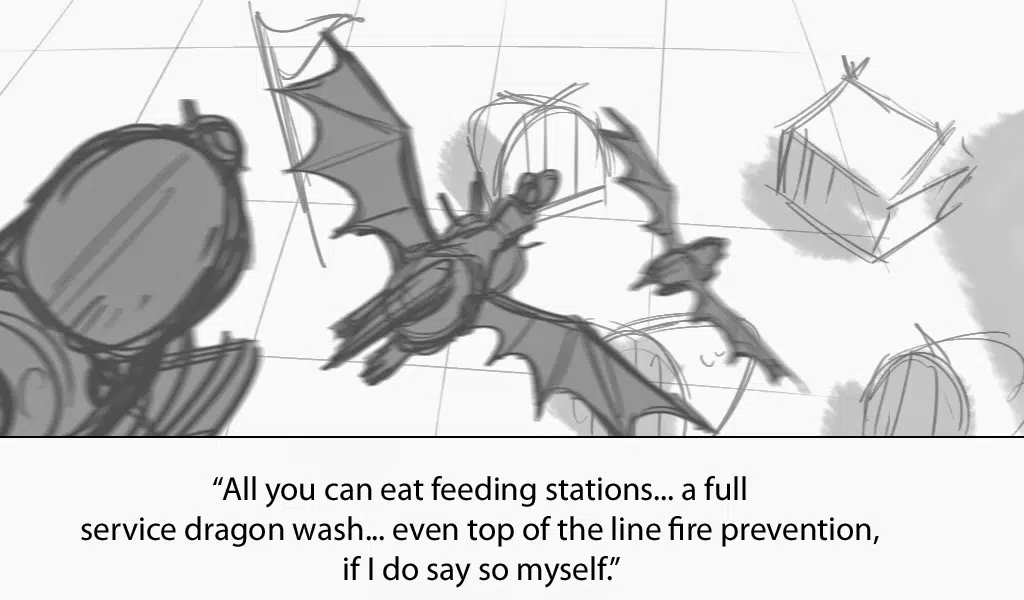 “All you can eat feeding stations... a full
service dragon wash... even top of the line fire prevention,
if I do say so myself.”